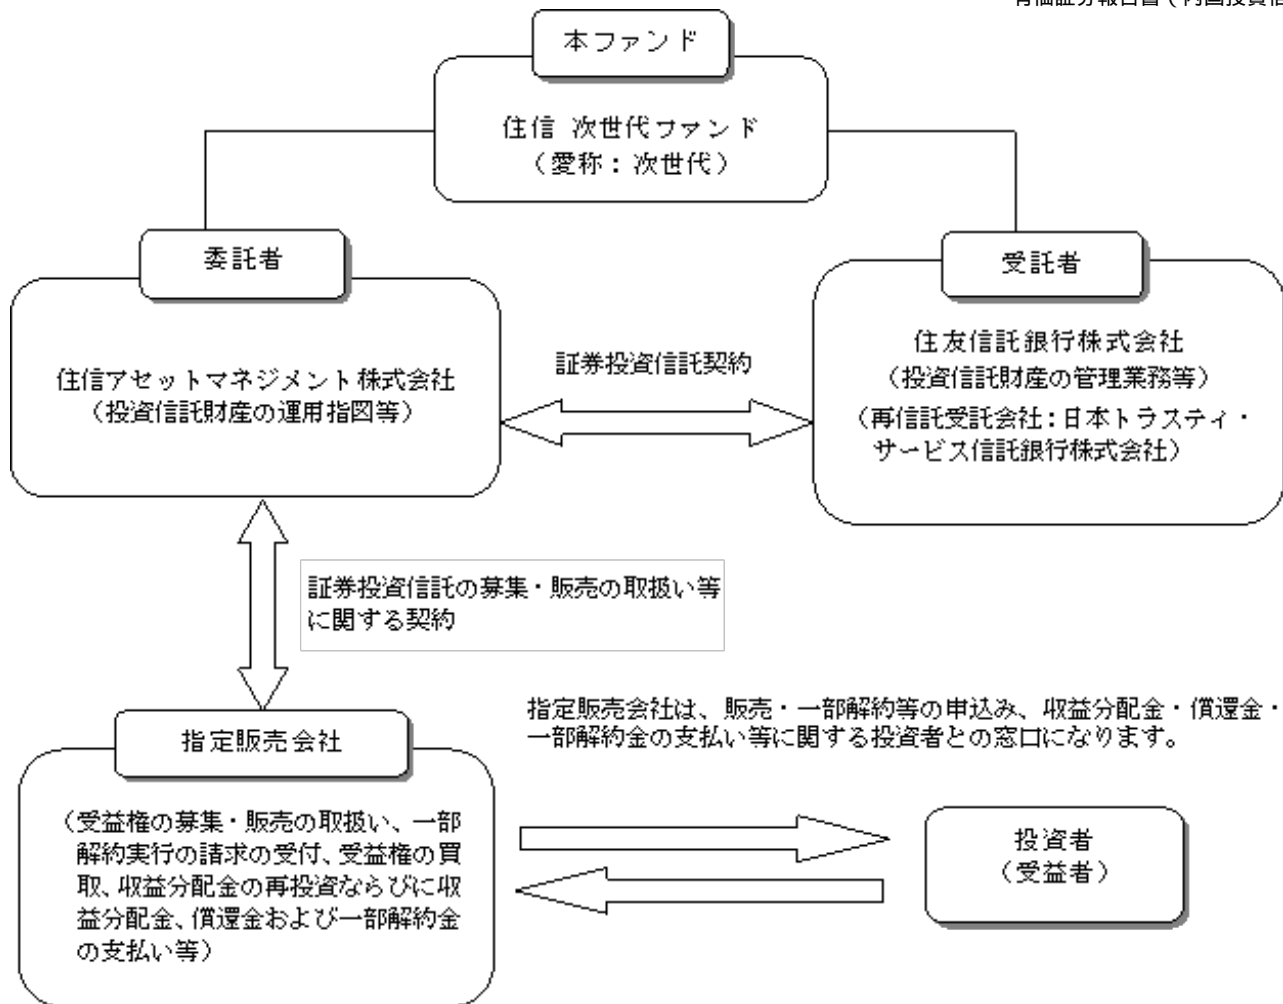 有価証券報告書（内国投資信
本ファンド
住信 次世代ファンド
（愛称：次世代）
委託者
住信アセットマネジメント株式会社
（投資信託財産の運用指図等）
証券投資信託契約
受託者
住友信託銀行株式会社
（投資信託財産の管理業務等）
（再信託受託会社：日本トラスティ・
サービス信託銀行株式会社）
証券投資信託の募集・販売の取扱い等
に関する契約
指定販売会社は、販売・一部解約等の申込み、収益分配金・償還金・
一部解約金の支払い等に関する投資者との窓口になります。
指定販売会社
（受益権の募集・販売の取扱い、一部
解約実行の請求の受付、受益権の買
取、収益分配金の再投資ならびに収
益分配金、償還金および一部解約金
の支払い等）
投資者
（受益者）